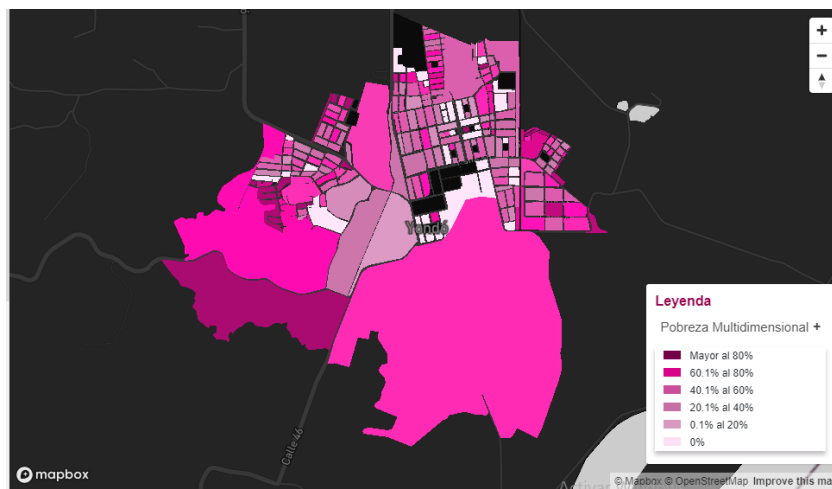 +
−
Yondó
Calle 46
Leyenda
Pobreza Multidimensional +
Mayor al 80%
60.1% al 80%
40.1% al 60%
20.1% al 40%
0.1% al 20%
0%
mapbox
Activar
© Mapbox © OpenStreetMap Improve this ma